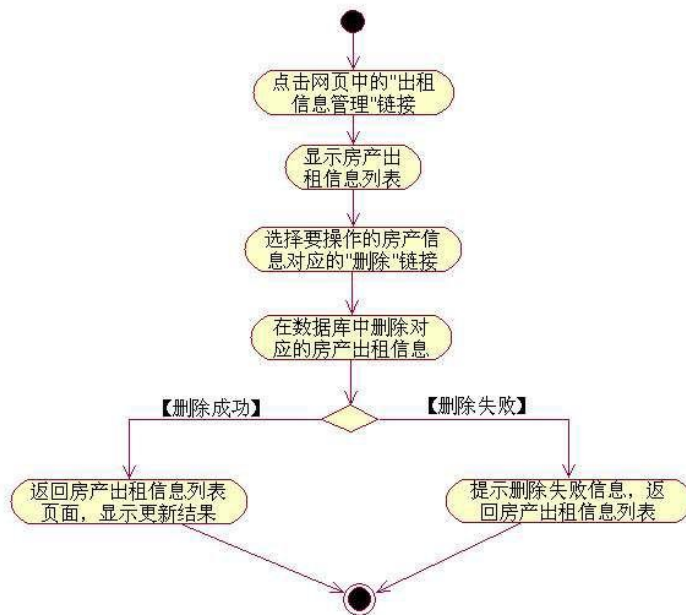 点击网页中的"出租
信息管理"链接
显示房产出
租信息列表
选择要操作的房产信
息对应的"删除"链接
在数据库中删除对
应的房产出租信息
【删除成功】
【删除失败】
返回房产出租信息列表
页面，显示更新结果
提示删除失败信息，返
回房产出租信息列表